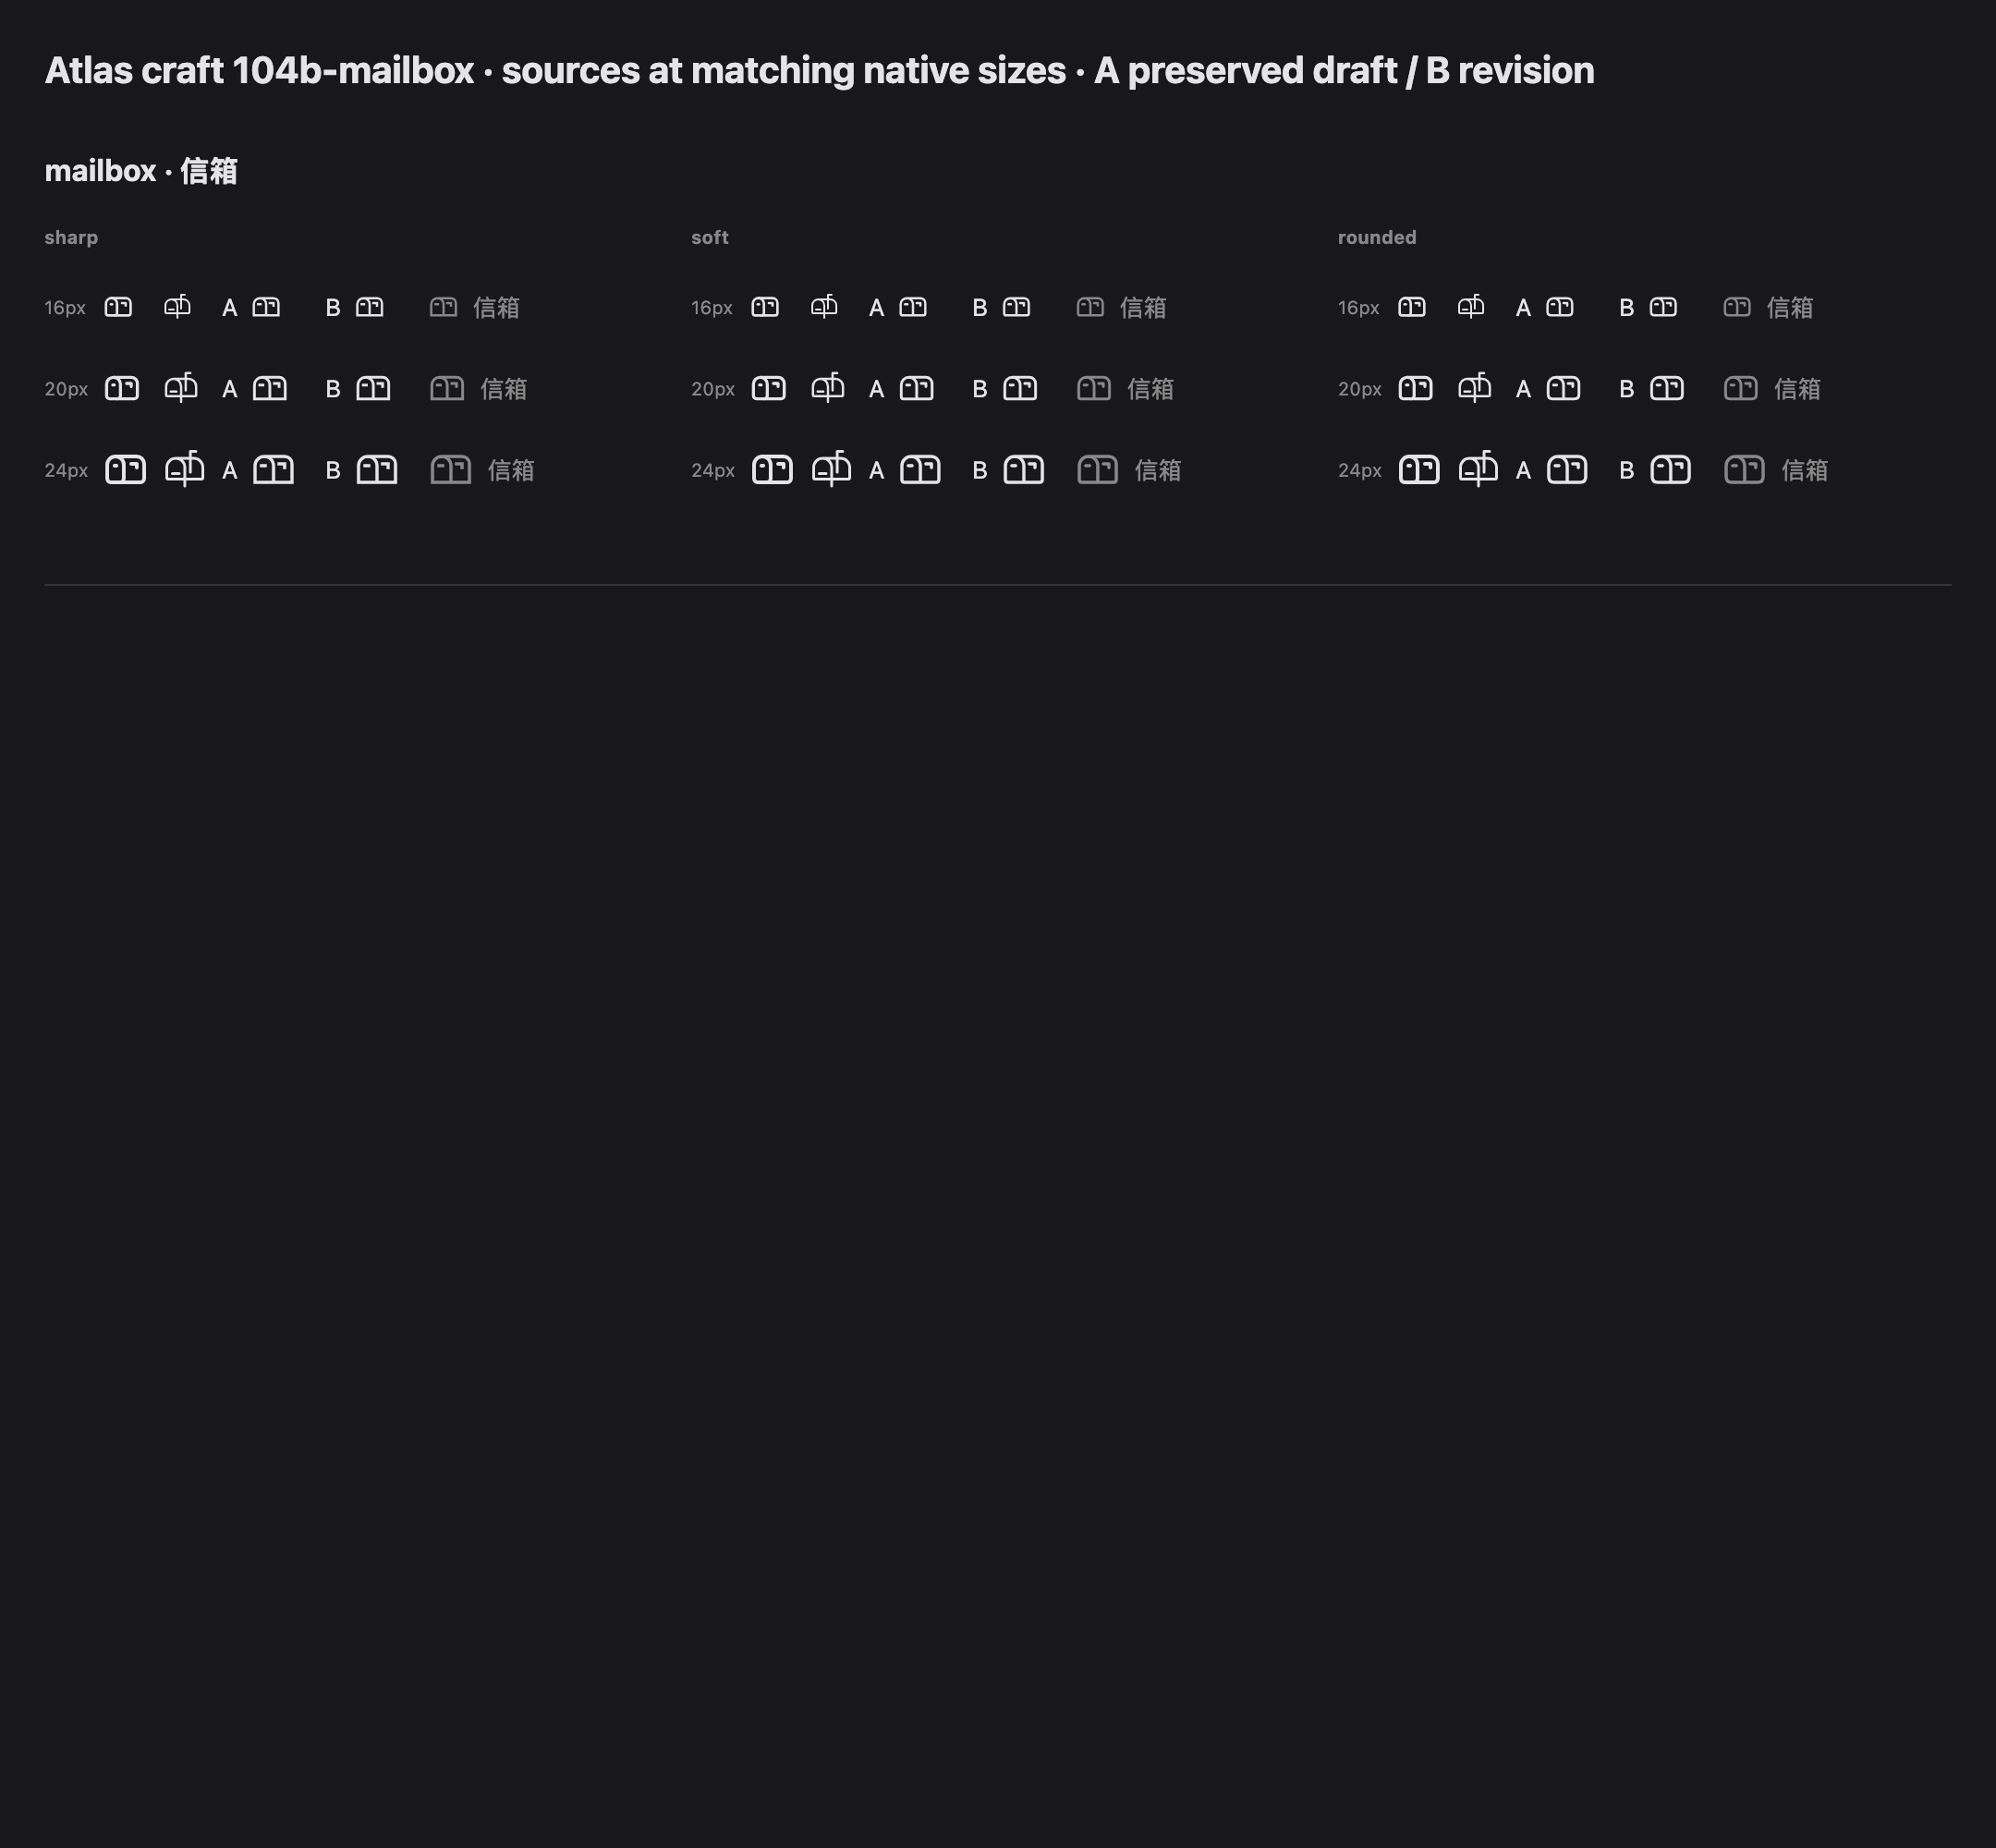 Atlas craft 104b-mailbox · sources at matching native sizes · A preserved draft / B revision
mailbox · 信箱
sharp soft rounded
16px A B 信箱 16px A B 信箱 16px A B 信箱
20px A B 信箱 20px A B 信箱 20px A B 信箱
24px A B 信箱 24px A B 信箱 24px A B 信箱